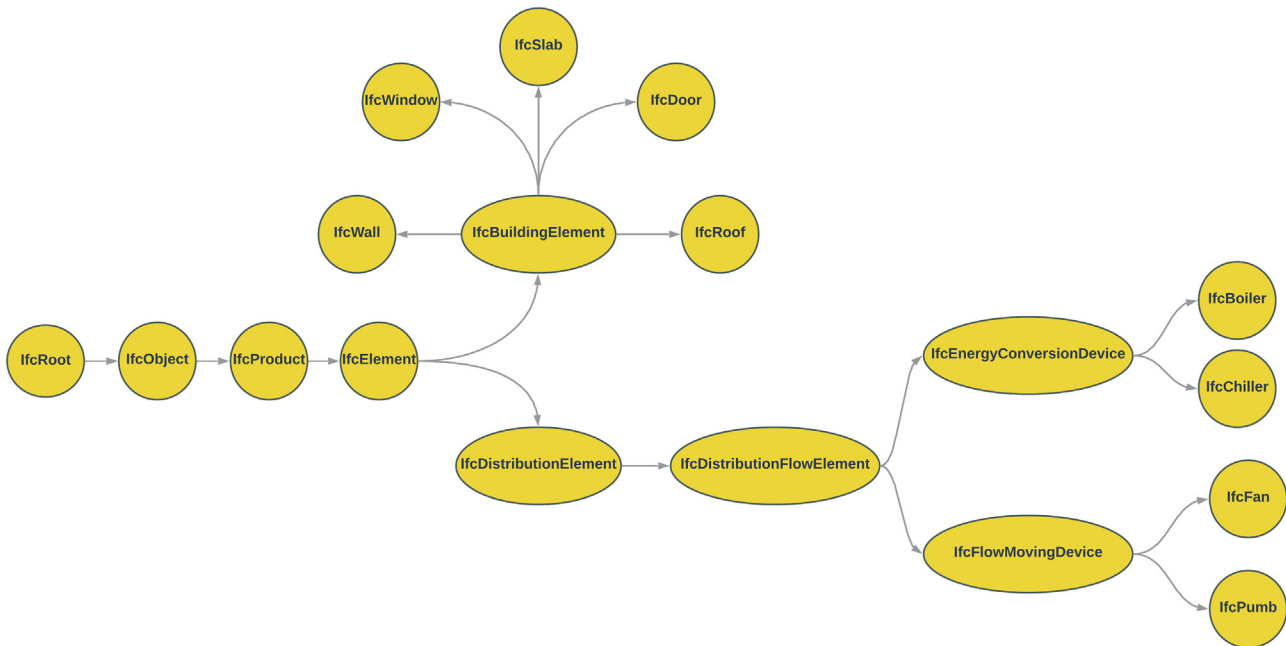 IfcSlab
IfcWindow
IfcDoor
IfcWall
IfcBuildingElement
IfcRoof
IfcRoot
IfcObject
IfcProduct
IfcElement
IfcEnergyConversionDevice
IfcBoiler
IfcChiller
IfcDistributionElement
IfcDistributionFlowElement
IfcFan
IfcFlowMovingDevice
IfcPumb